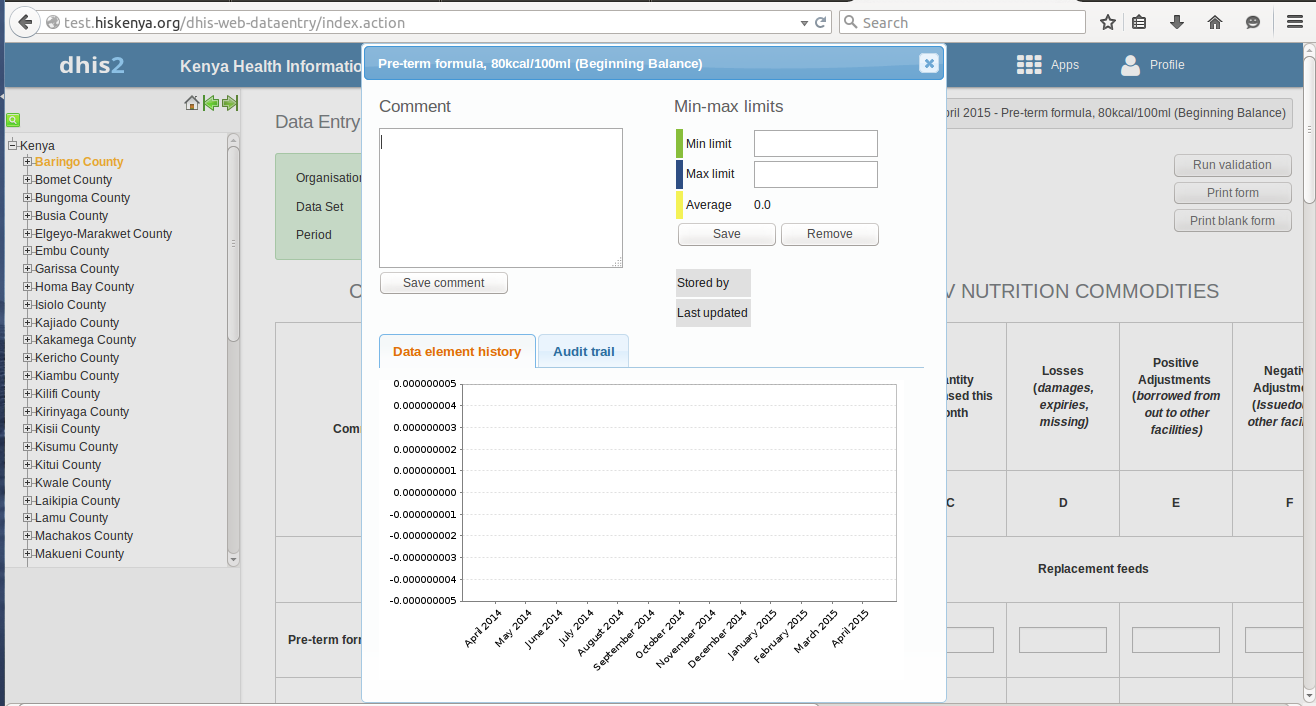 test.hiskenya.org/dhis-web-dataentry/index.action
Search
dhis2
Kenya Health Informatio
Apps
Profile
Pre-term formula, 80kcal/100ml (Beginning Balance)
Kenya
Baringo County
Bomet County
Bungoma County
Busia County
Elgeyo-Marakwet County
Embu County
Garissa County
Homa Bay County
Isiolo County
Kajiado County
Kakamega County
Kericho County
Kiambu County
Kilifi County
Kirinyaga County
Kisii County
Kisumu County
Kitui County
Kwale County
Laikipia County
Lamu County
Machakos County
Makueni County
Data Entry
Organisation
Data Set
Period
Comment
Save comment
Min-max limits
Min limit
Max limit
Average 0.0
Save Remove
Stored by
Last updated
Data element history Audit trail
0.000000005
0.000000004
0.000000003
0.000000002
0.000000001
0.000000000
-0.000000001
-0.000000002
-0.000000003
-0.000000004
-0.000000005
April 2014
May 2014
June 2014
July 2014
August 2014
September 2014
October 2014
November 2014
December 2014
January 2015
February 2015
March 2015
April 2015
ril 2015 - Pre-term formula, 80kcal/100ml (Beginning Balance)
Run validation
Print form
Print blank form
C
V NUTRITION COMMODITIES
Com
ntity
sed this
onth
Losses
(damages,
expiries,
missing)
Positive
Adjustments
(borrowed from
out to other
facilities)
Negativ
Adjustme
(Issuedo
other facil
C D E F
Replacement feeds
Pre-term for